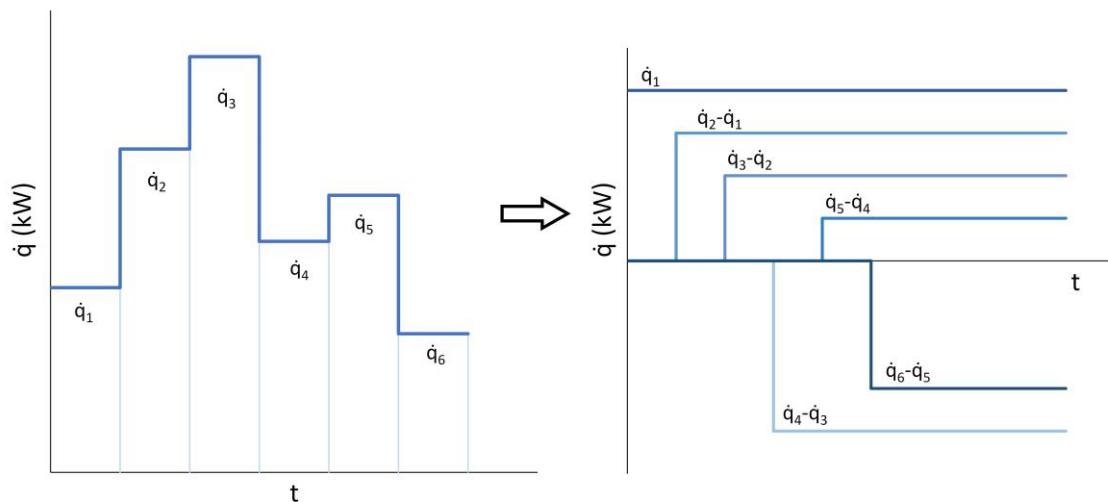 q̇ (kW)
q̇₁
q̇₂
q̇₃
q̇₄
q̇₅
q̇₆
t
q̇ (kW)
q̇₁
q̇₂-q̇₁
q̇₃-q̇₂
q̇₅-q̇₄
t
q̇₆-q̇₅
q̇₄-q̇₃